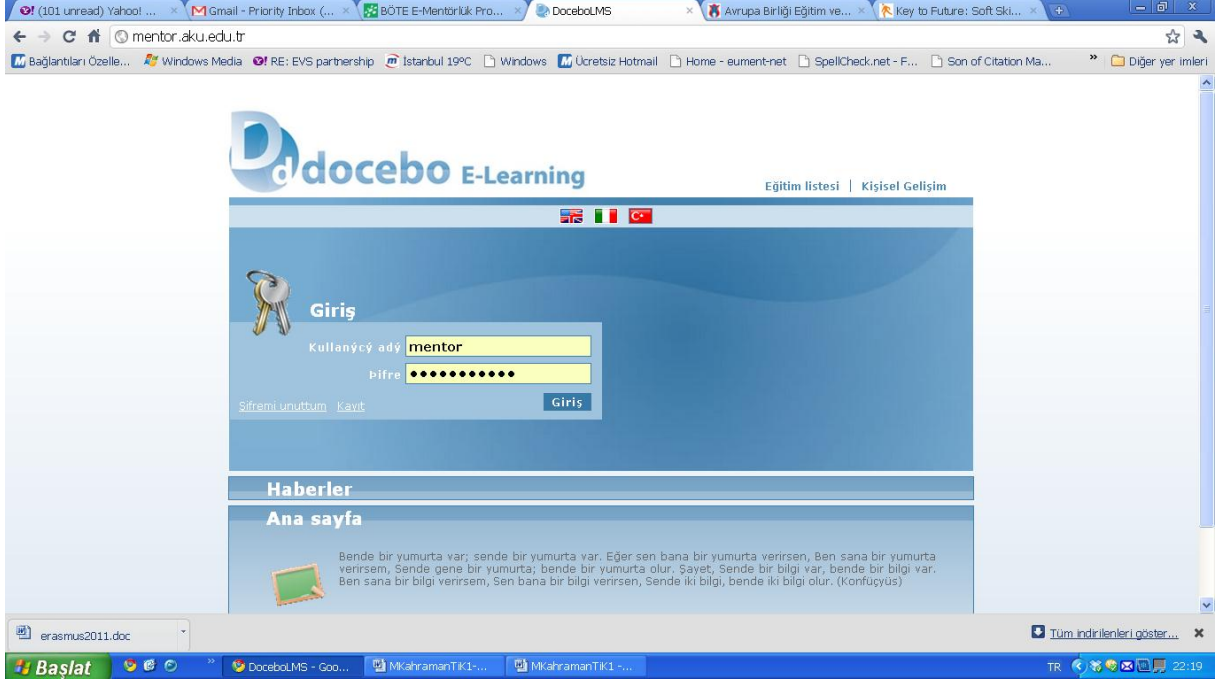 (101 unread) Yahoo! ...
Gmail - Priority Inbox (...
BÖTE E-Mentörlük Pro...
DoceboLMS
Avrupa Birliği Eğitim ve...
Key to Future: Soft Ski...
mentor.aku.edu.tr
Bağlantıları Özelle...
Windows Media
RE: EVS partnership
İstanbul 19ºC
Windows
Ücretsiz Hotmail
Home - eument-net
SpellCheck.net - F...
Son of Citation Ma...
»
Diğer yer imleri
Dd docebo E-Learning
Eğitim listesi | Kişisel Gelişim
Giriş
Kullanýcý adý mentor
Þifre •••••••••••
Şifremi unuttum Kayıt Giriş
Haberler
Ana sayfa
Bende bir yumurta var; sende bir yumurta var. Eğer sen bana bir yumurta verirsen, Ben sana bir yumurta
verirsem, Sende gene bir yumurta; bende bir yumurta olur. Şayet, Sende bir bilgi var, bende bir bilgi var.
Ben sana bir bilgi verirsem, Sen bana bir bilgi verirsen, Sende iki bilgi, bende iki bilgi olur. (Konfüçyüs)
erasmus2011.doc
Tüm indirilenleri göster...
Başlat
»
DoceboLMS - Goo...
MKahramanTiK1-...
MKahramanTiK1 -...
TR
22:19